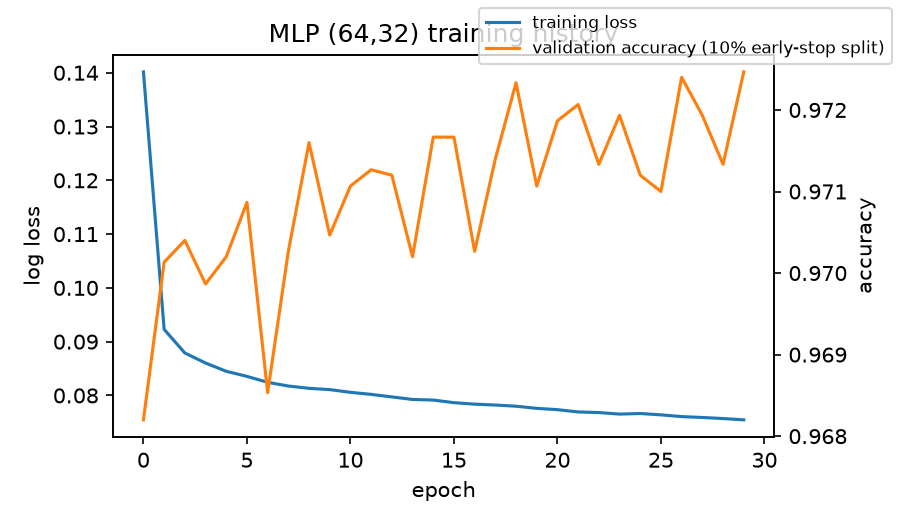 MLP (64,32) training history
training loss
validation accuracy (10% early-stop split)
0.14
0.13
0.12
0.11
0.10
0.09
0.08
log loss
0.972
0.971
0.970
0.969
0.968
accuracy
0 5 10 15 20 25 30
epoch